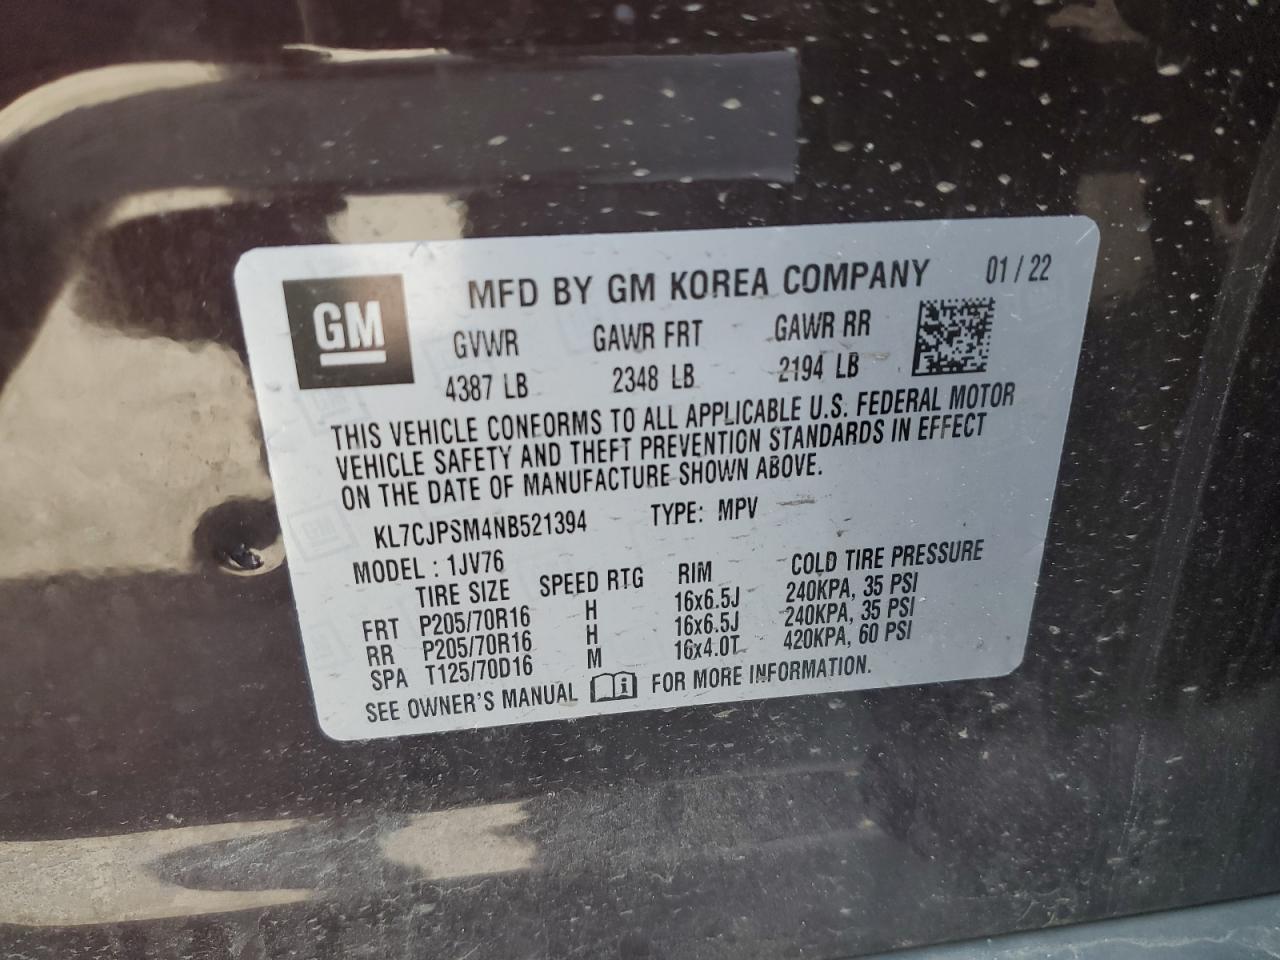 GM
MFD BY GM KOREA COMPANY 01 / 22
GVWR GAWR FRT GAWR RR
4387 LB 2348 LB 2194 LB
THIS VEHICLE CONFORMS TO ALL APPLICABLE U.S. FEDERAL MOTOR
VEHICLE SAFETY AND THEFT PREVENTION STANDARDS IN EFFECT
ON THE DATE OF MANUFACTURE SHOWN ABOVE.
KL7CJPSM4NB521394 TYPE: MPV
MODEL : 1JV76
TIRE SIZE SPEED RTG RIM COLD TIRE PRESSURE
FRT P205/70R16 H 16x6.5J 240KPA, 35 PSI
RR P205/70R16 H 16x6.5J 240KPA, 35 PSI
SPA T125/70D16 M 16x4.0T 420KPA, 60 PSI
SEE OWNER'S MANUAL i FOR MORE INFORMATION.